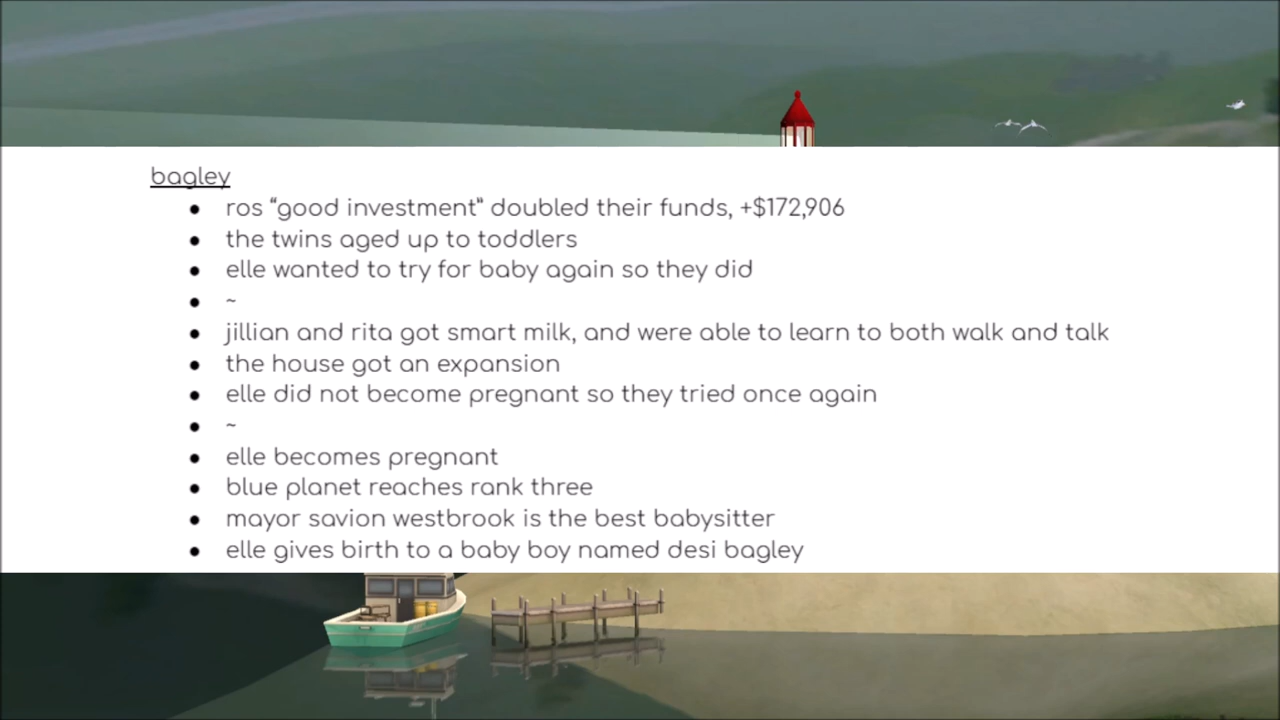 bagley
● ros “good investment” doubled their funds, +$172,906
● the twins aged up to toddlers
● elle wanted to try for baby again so they did
● ~
● jillian and rita got smart milk, and were able to learn to both walk and talk
● the house got an expansion
● elle did not become pregnant so they tried once again
● ~
● elle becomes pregnant
● blue planet reaches rank three
● mayor savion westbrook is the best babysitter
● elle gives birth to a baby boy named desi bagley